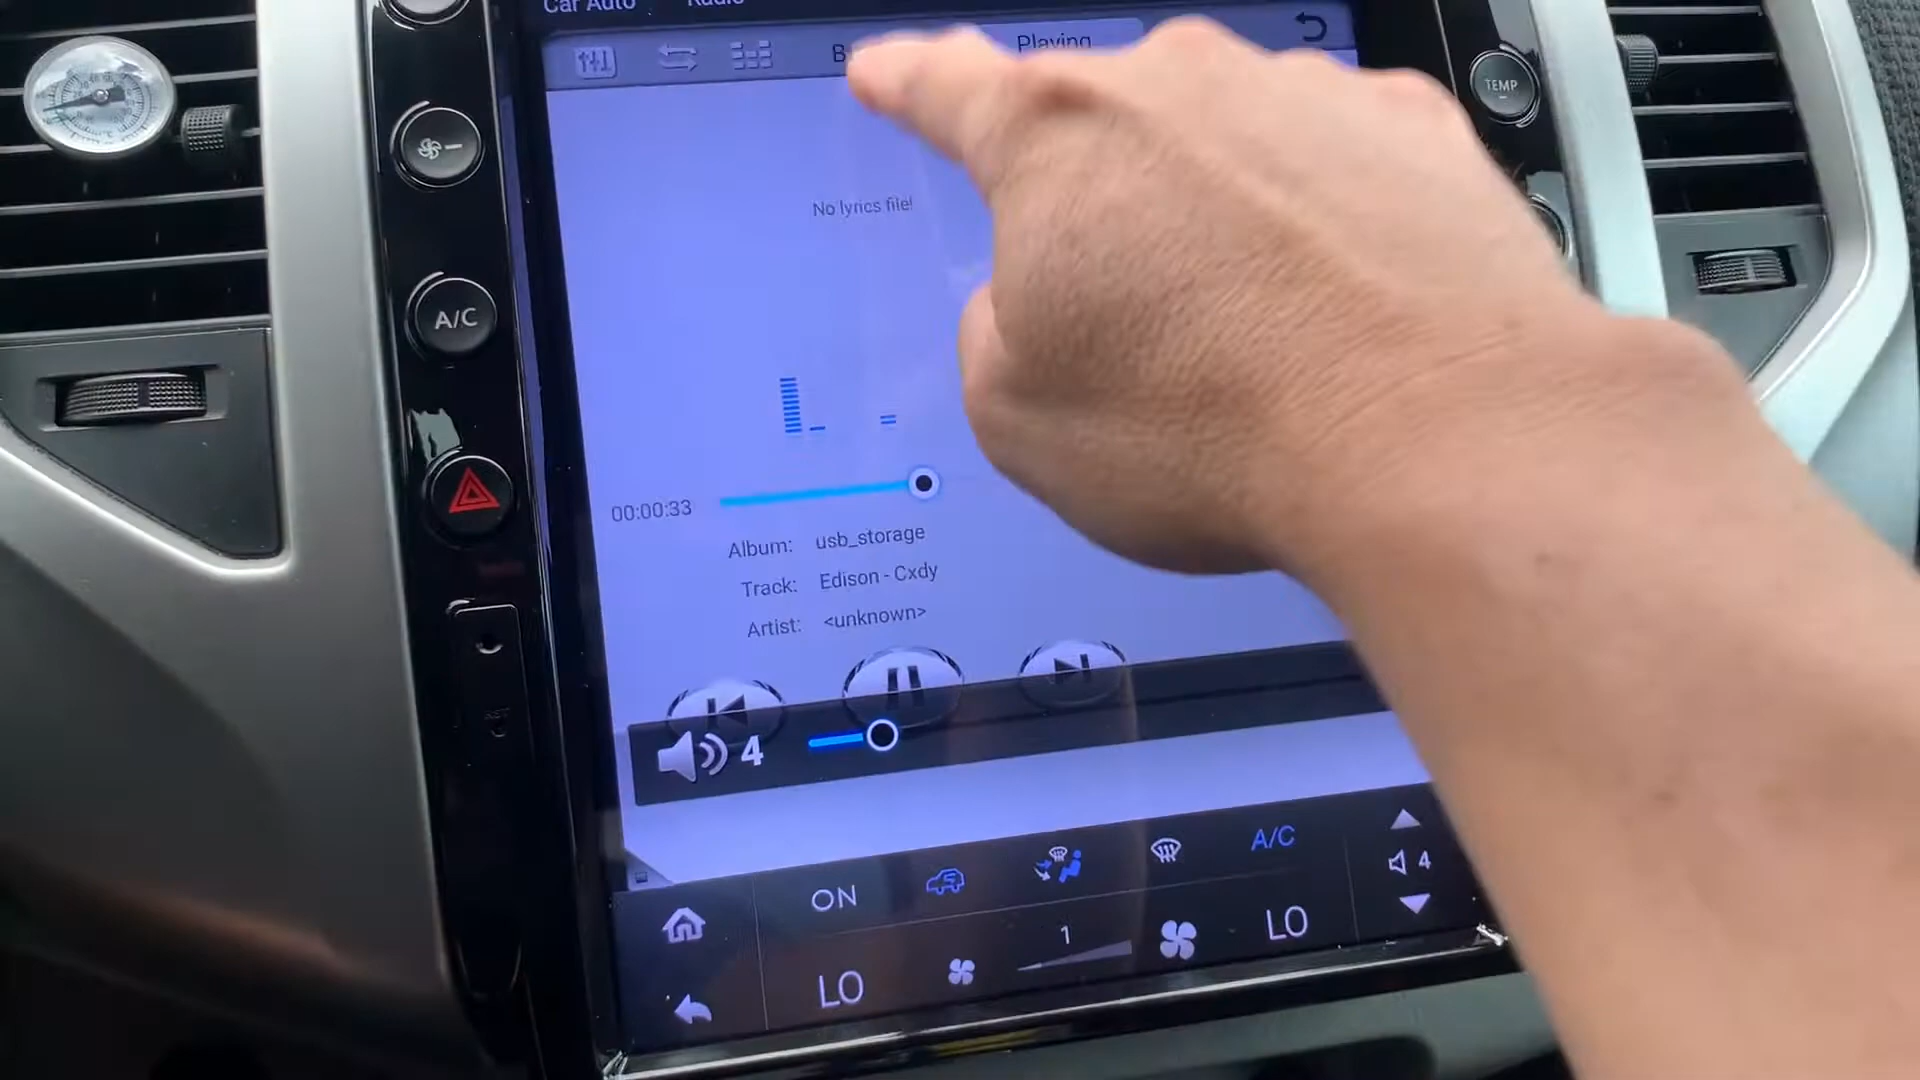 Car Auto Radio
Playing
TEMP
No lyrics file!
A/C
00:00:33
Album: usb_storage
Track: Edison - Cxdy
Artist: <unknown>
4
ON
A/C
4
LO
1
LO